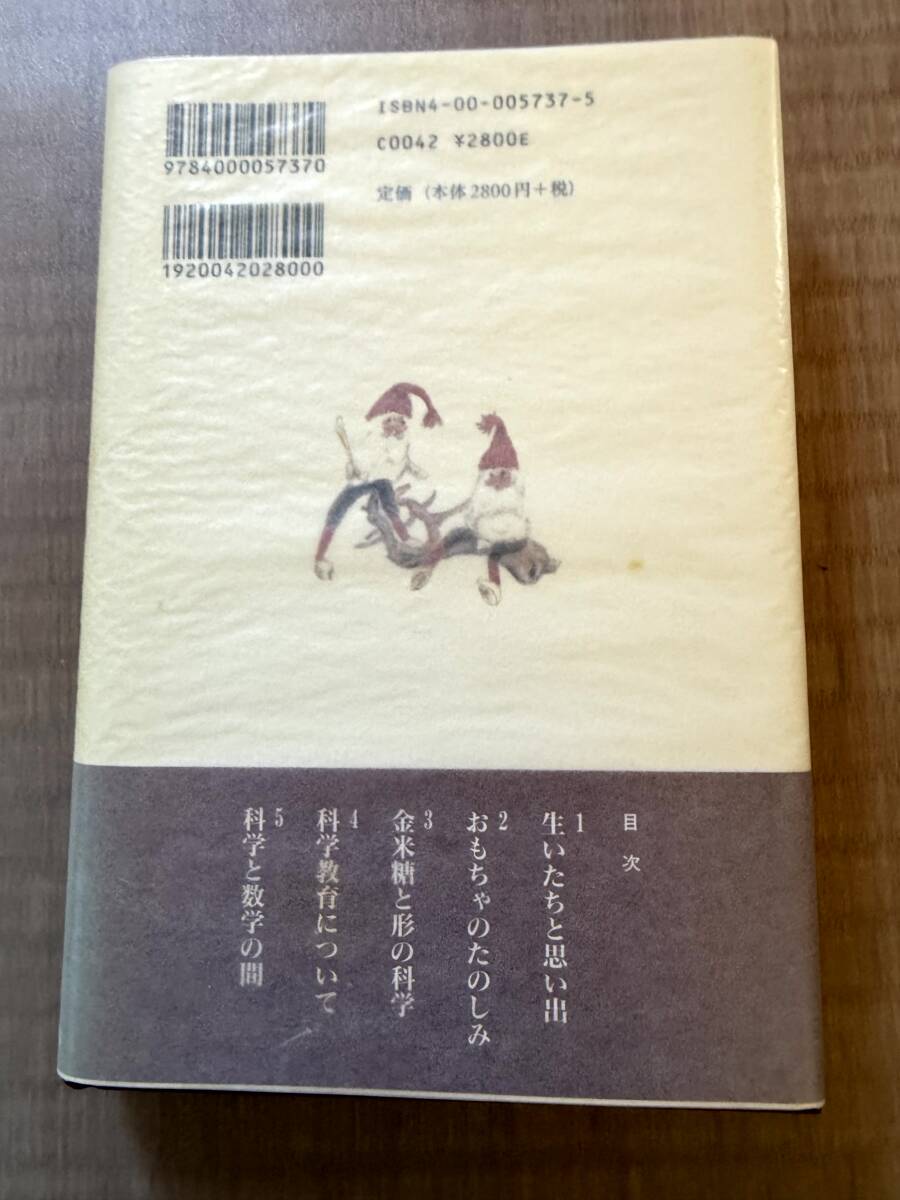 ISBN4-00-005737-5
C0042 ¥2800E
定価（本体2800円+税）
9784000057370
1920042028000
目次
1
生いたちと思い出
2
おもちゃのたのしみ
3
金米糖と形の科学
4
科学教育について
5
科学と数学の間